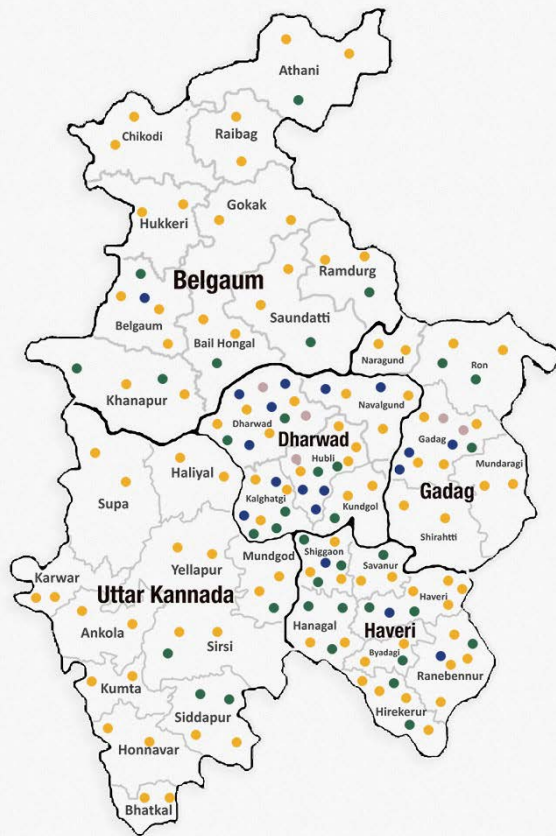 Athani
Chikodi
Raibag
Gokak
Hukkeri
Belgaum
Ramdurg
Belgaum
Saundatti
Bail Hongal
Naragund
Ron
Khanapur
Navalgund
Dharwad
Dharwad
Gadag
Hubli
Mundaragi
Haliyal
Gadag
Supa
Kalghatgi
Kundgol
Shirahtti
Mundgod
Shiggaon
Savanur
Yellapur
Karwar
Uttar Kannada
Haveri
Ankola
Hanagal
Haveri
Sirsi
Byadagi
Ranebennur
Kumta
Siddapur
Hirekerur
Honnavar
Bhatkal